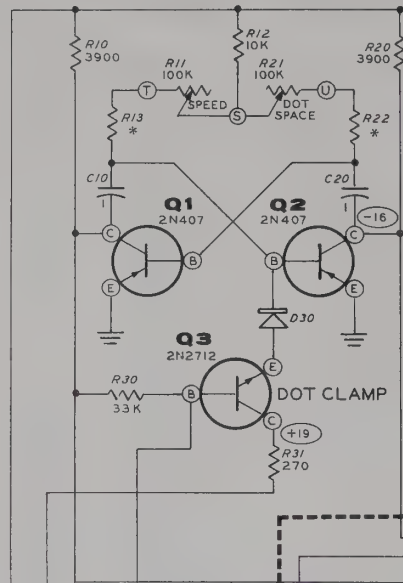 R10
3900
R11
100K
R12
10K
R21
100K
R20
3900
T
SPEED
S
DOT
SPACE
U
R13
*
R22
*
C10
1
C20
1
Q1
2N407
Q2
2N407
C
C
-16
B
B
E
E
D30
Q3
2N2712
E
DOT CLAMP
R30
33K
B
C
+19
R31
270